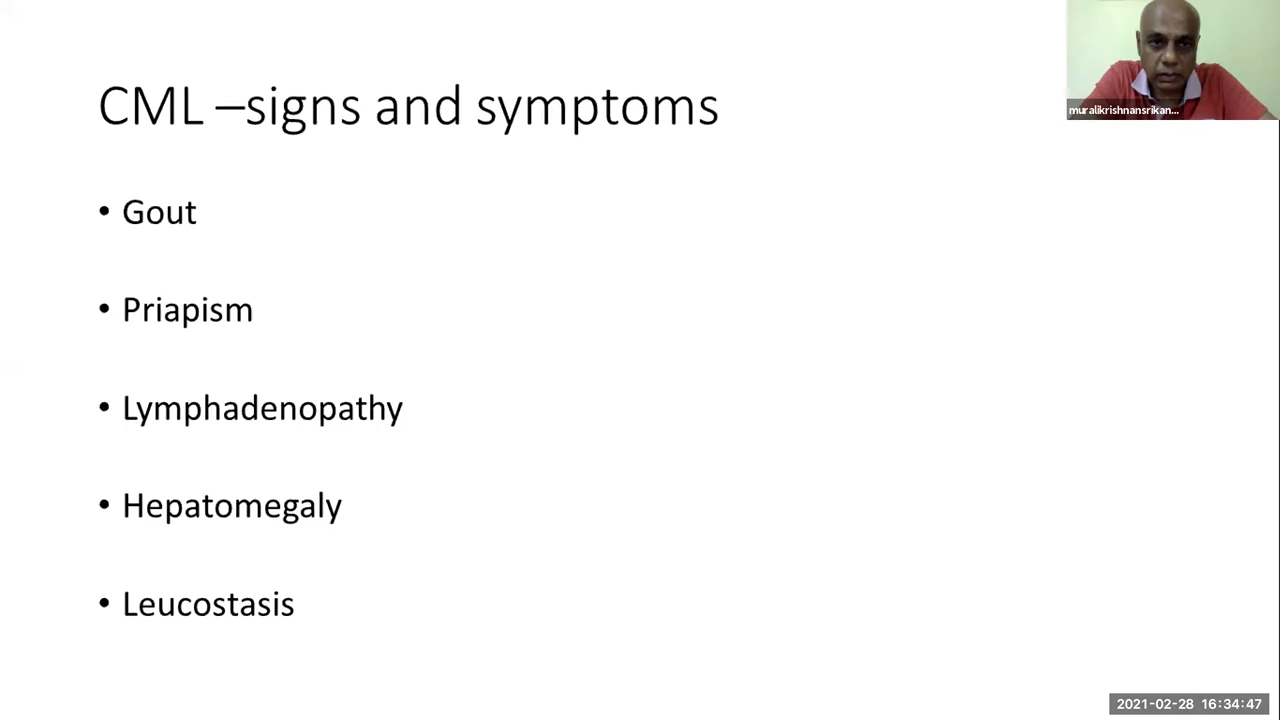 CML –signs and symptoms
muralikrishnansrikan...
• Gout
• Priapism
• Lymphadenopathy
• Hepatomegaly
• Leucostasis
2021-02-28 16:34:47